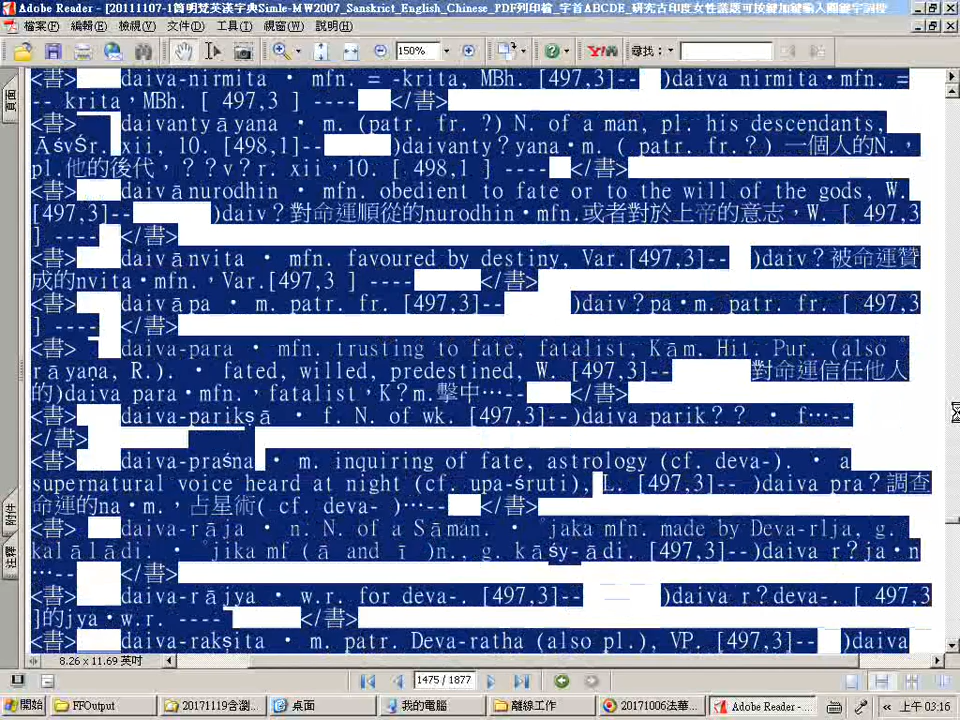 Adobe Reader - [20111107-1簡明梵英漢字典Simle-MW2007_Sanskrict_English_Chinese_PDF列印檔_字首ABCDE_研究古印度女性議題可按鍵加鍵輸入關鍵字詞搜
檔案(F) 編輯(E) 檢視(V) 文件(D) 工具(T) 視窗(W) 說明(H)
150% 尋找：
頁面
附件
注釋
<書> daiva-nirmita • mfn. = -krita, MBh. [497,3]-- )daiva nirmita•mfn. =
-- krita，MBh. [ 497,3 ] ---- </書>
<書> daivantyāyana • m. (patr. fr. ?) N. of a man, pl. his descendants,
ĀśvŚr. xii, 10. [498,1]-- )daivanty？yana•m. ( patr. fr.？) 一個人的N.，
pl.他的後代，？？v？r. xii，10. [ 498,1 ] ---- </書>
<書> daivānurodhin • mfn. obedient to fate or to the will of the gods, W.
[497,3]-- )daiv？對命運順從的nurodhin•mfn.或者對於上帝的意志，W. [ 497,3
] ---- </書>
<書> daivānvita • mfn. favoured by destiny, Var.[497,3]-- )daiv？被命運贊
成的nvita•mfn.，Var.[497,3 ] ---- </書>
<書> daivāpa • m. patr. fr. [497,3]-- )daiv？pa•m. patr. fr. [ 497,3
] ---- </書>
<書> daiva-para • mfn. trusting to fate, fatalist, Kām. Hit. Pur. (also °
rāyaṇa, R.). • fated, willed, predestined, W. [497,3]-- 對命運信任他人
的)daiva para•mfn.，fatalist，K？m.擊中…-- </書>
<書> daiva-parikṣā • f. N. of wk. [497,3]--)daiva parik？？ • f…--
</書>
<書> daiva-praśna • m. inquiring of fate, astrology (cf. deva-). • a
supernatural voice heard at night (cf. upa-śruti), L. [497,3]-- )daiva pra？調查
命運的na•m.，占星術( cf. deva- )…-- </書>
<書> daiva-rāja • n. N. of a Sāman. • °jaka mfn. made by Deva-rlja, g.
kalālādi. • °jika mf (ā and ī )n., g. kāśy-ādi. [497,3]--)daiva r？ja•n
…-- </書>
<書> daiva-rājya • w.r. for deva-. [497,3]-- )daiva r？deva-. [ 497,3
]的jya•w.r. ---- </書>
<書> daiva-rakṣita • m. patr. Deva-ratha (also pl.), VP. [497,3]-- )daiva
8.26 x 11.69 英吋
1475 / 1877
開始 FFOutput 20171119含瀏... 桌面 我的電腦 離線工作 20171006法華... Adobe Reader - [... 上午 03:16